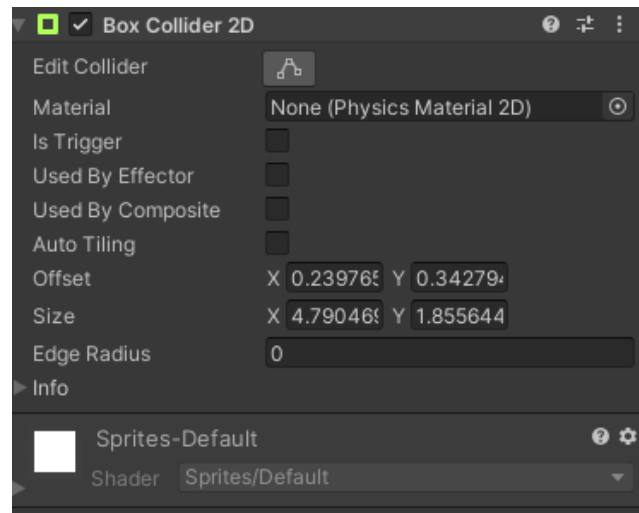 Box Collider 2D
Edit Collider
Material None (Physics Material 2D)
Is Trigger
Used By Effector
Used By Composite
Auto Tiling
Offset X 0.239765 Y 0.342794
Size X 4.790469 Y 1.855644
Edge Radius 0
Info
Sprites-Default
Shader Sprites/Default